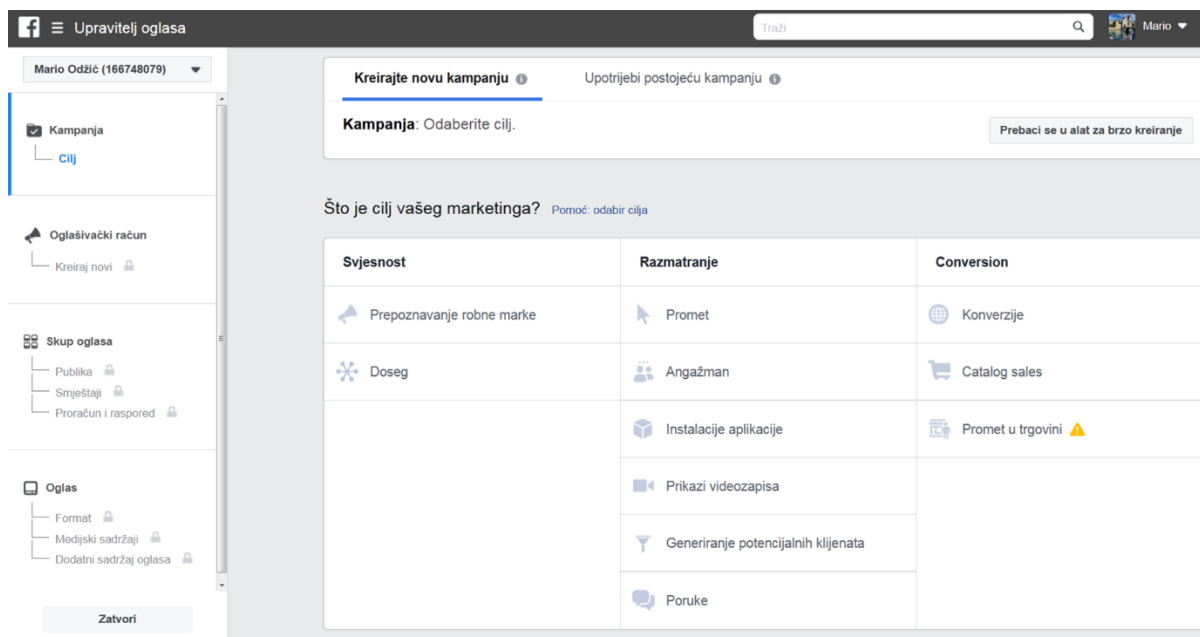 Upravitelj oglasa
Traži
Mario
Mario Odžić (166748079)
Kampanja
Cilj
Oglašivački račun
Kreiraj novi
Skup oglasa
Publika
Smještaji
Proračun i raspored
Oglas
Format
Medijski sadržaji
Dodatni sadržaj oglasa
Zatvori
Kreirajte novu kampanju
Upotrijebi postojeću kampanju
Kampanja: Odaberite cilj.
Prebaci se u alat za brzo kreiranje
Što je cilj vašeg marketinga? Pomoć: odabir cilja
Svjesnost
Razmatranje
Conversion
Prepoznavanje robne marke
Promet
Konverzije
Doseg
Angažman
Catalog sales
Instalacije aplikacije
Promet u trgovini
Prikazi videozapisa
Generiranje potencijalnih klijenata
Poruke